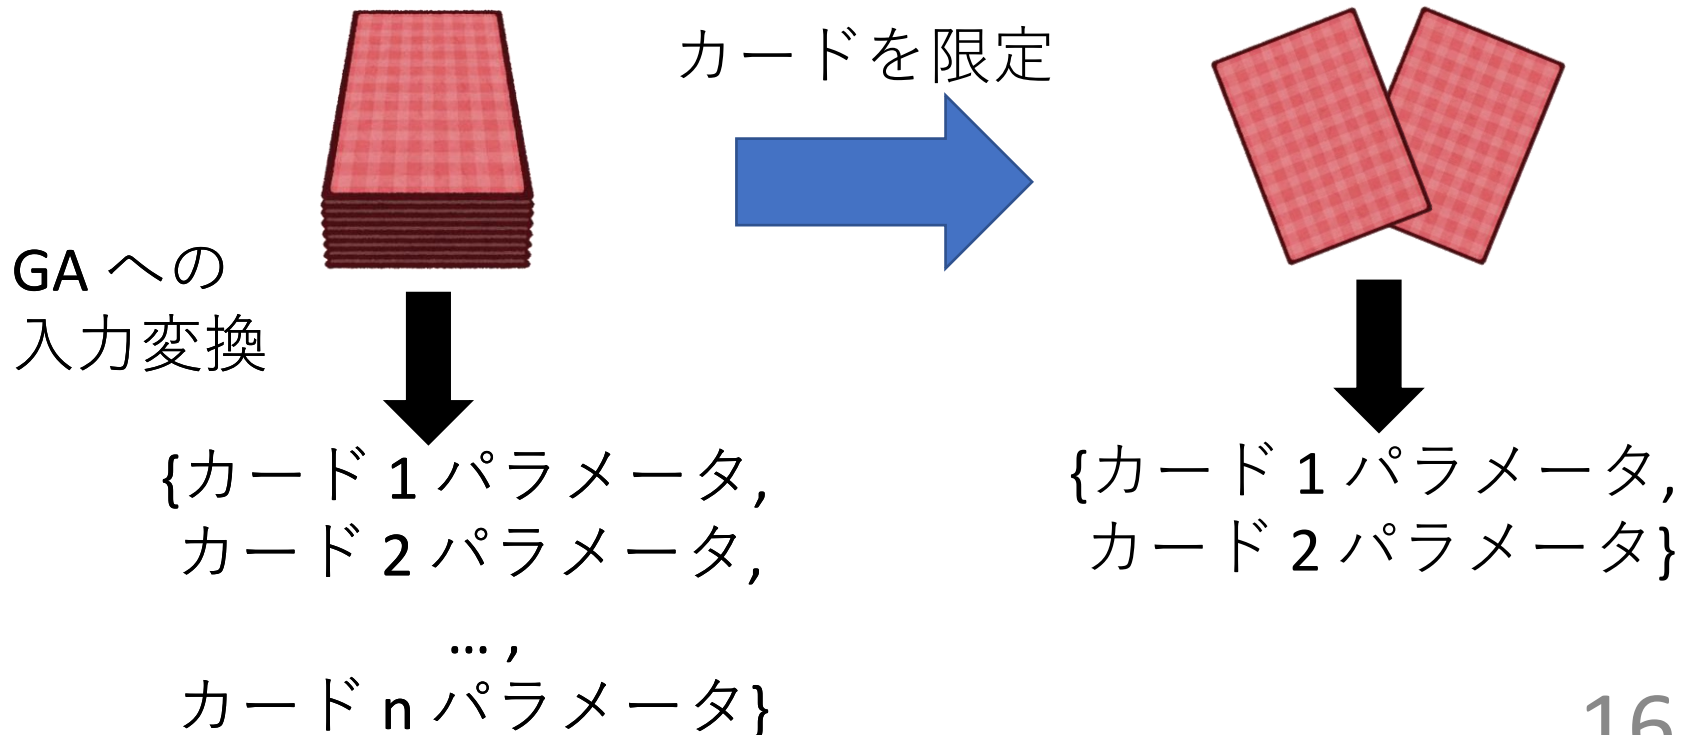 カードを限定
GA への
入力変換
{カード 1 パラメータ,
カード 2 パラメータ,
… ,
カード n パラメータ}
{カード 1 パラメータ,
カード 2 パラメータ}
16